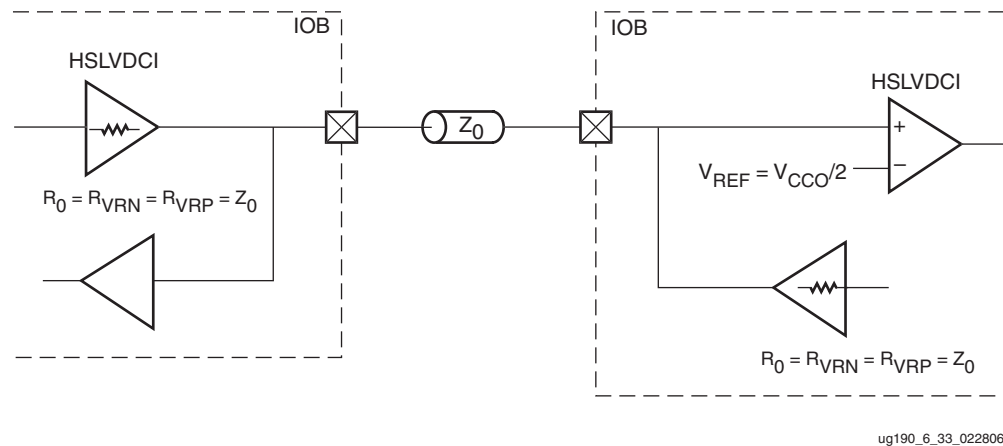 IOB
IOB
HSLVDCI
HSLVDCI
Z0
+
VREF = VCCO/2
–
R0 = RVRN = RVRP = Z0
R0 = RVRN = RVRP = Z0
ug190_6_33_022806